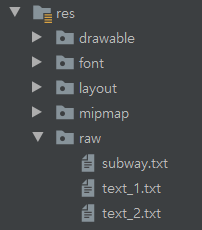 res
drawable
font
layout
mipmap
raw
subway.txt
text_1.txt
text_2.txt